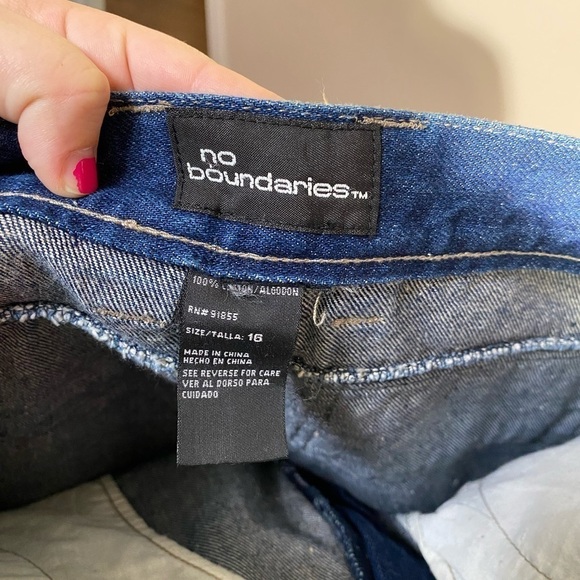 no
boundaries™
100% COTTON/ALGODON
RN# 91855
SIZE/TALLA: 16
MADE IN CHINA
HECHO EN CHINA
SEE REVERSE FOR CARE
VER AL DORSO PARA
CUIDADO